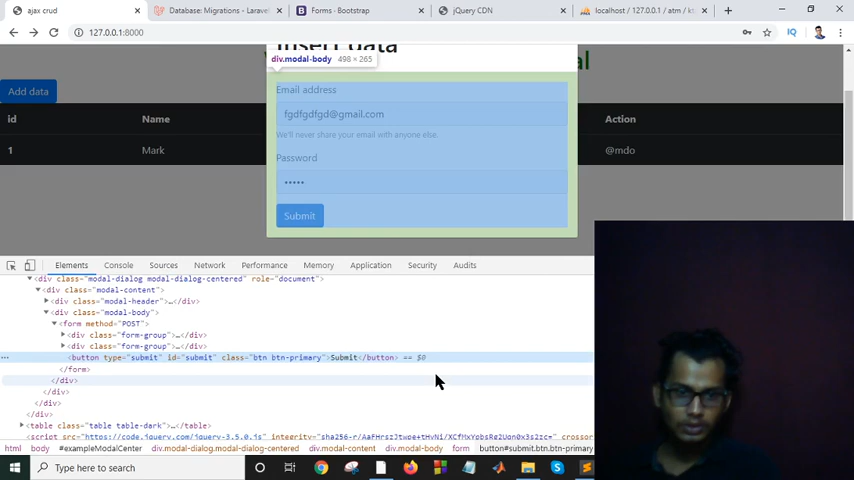 ajax crud
Database: Migrations - Laravel
Forms · Bootstrap
jQuery CDN
localhost / 127.0.0.1 / atm / ks
127.0.0.1:8000
IQ
Insert data
al
div.modal-body 498 × 265
Add data
Email address
fgdfgdfgd@gmail.com
We'll never share your email with anyone else.
Password
•••••
Submit
id Name Action
1 Mark @mdo
Elements Console Sources Network Performance Memory Application Security Audits
<div class="modal-dialog modal-dialog-centered" role="document">
<div class="modal-content">
<div class="modal-header">…</div>
<div class="modal-body">
<form method="POST">
<div class="form-group">…</div>
<div class="form-group">…</div>
<button type="submit" id="submit" class="btn btn-primary">Submit</button> == $0
</form>
</div>
</div>
</div>
</div>
<table class="table table-dark">…</table>
<script src="https://code.jquery.com/jquery-3.5.0.js"
html body #exampleModalCenter div.modal-dialog.modal-dialog-centered div.modal-content div.modal-body form button#submit.btn.btn-primary
Type here to search